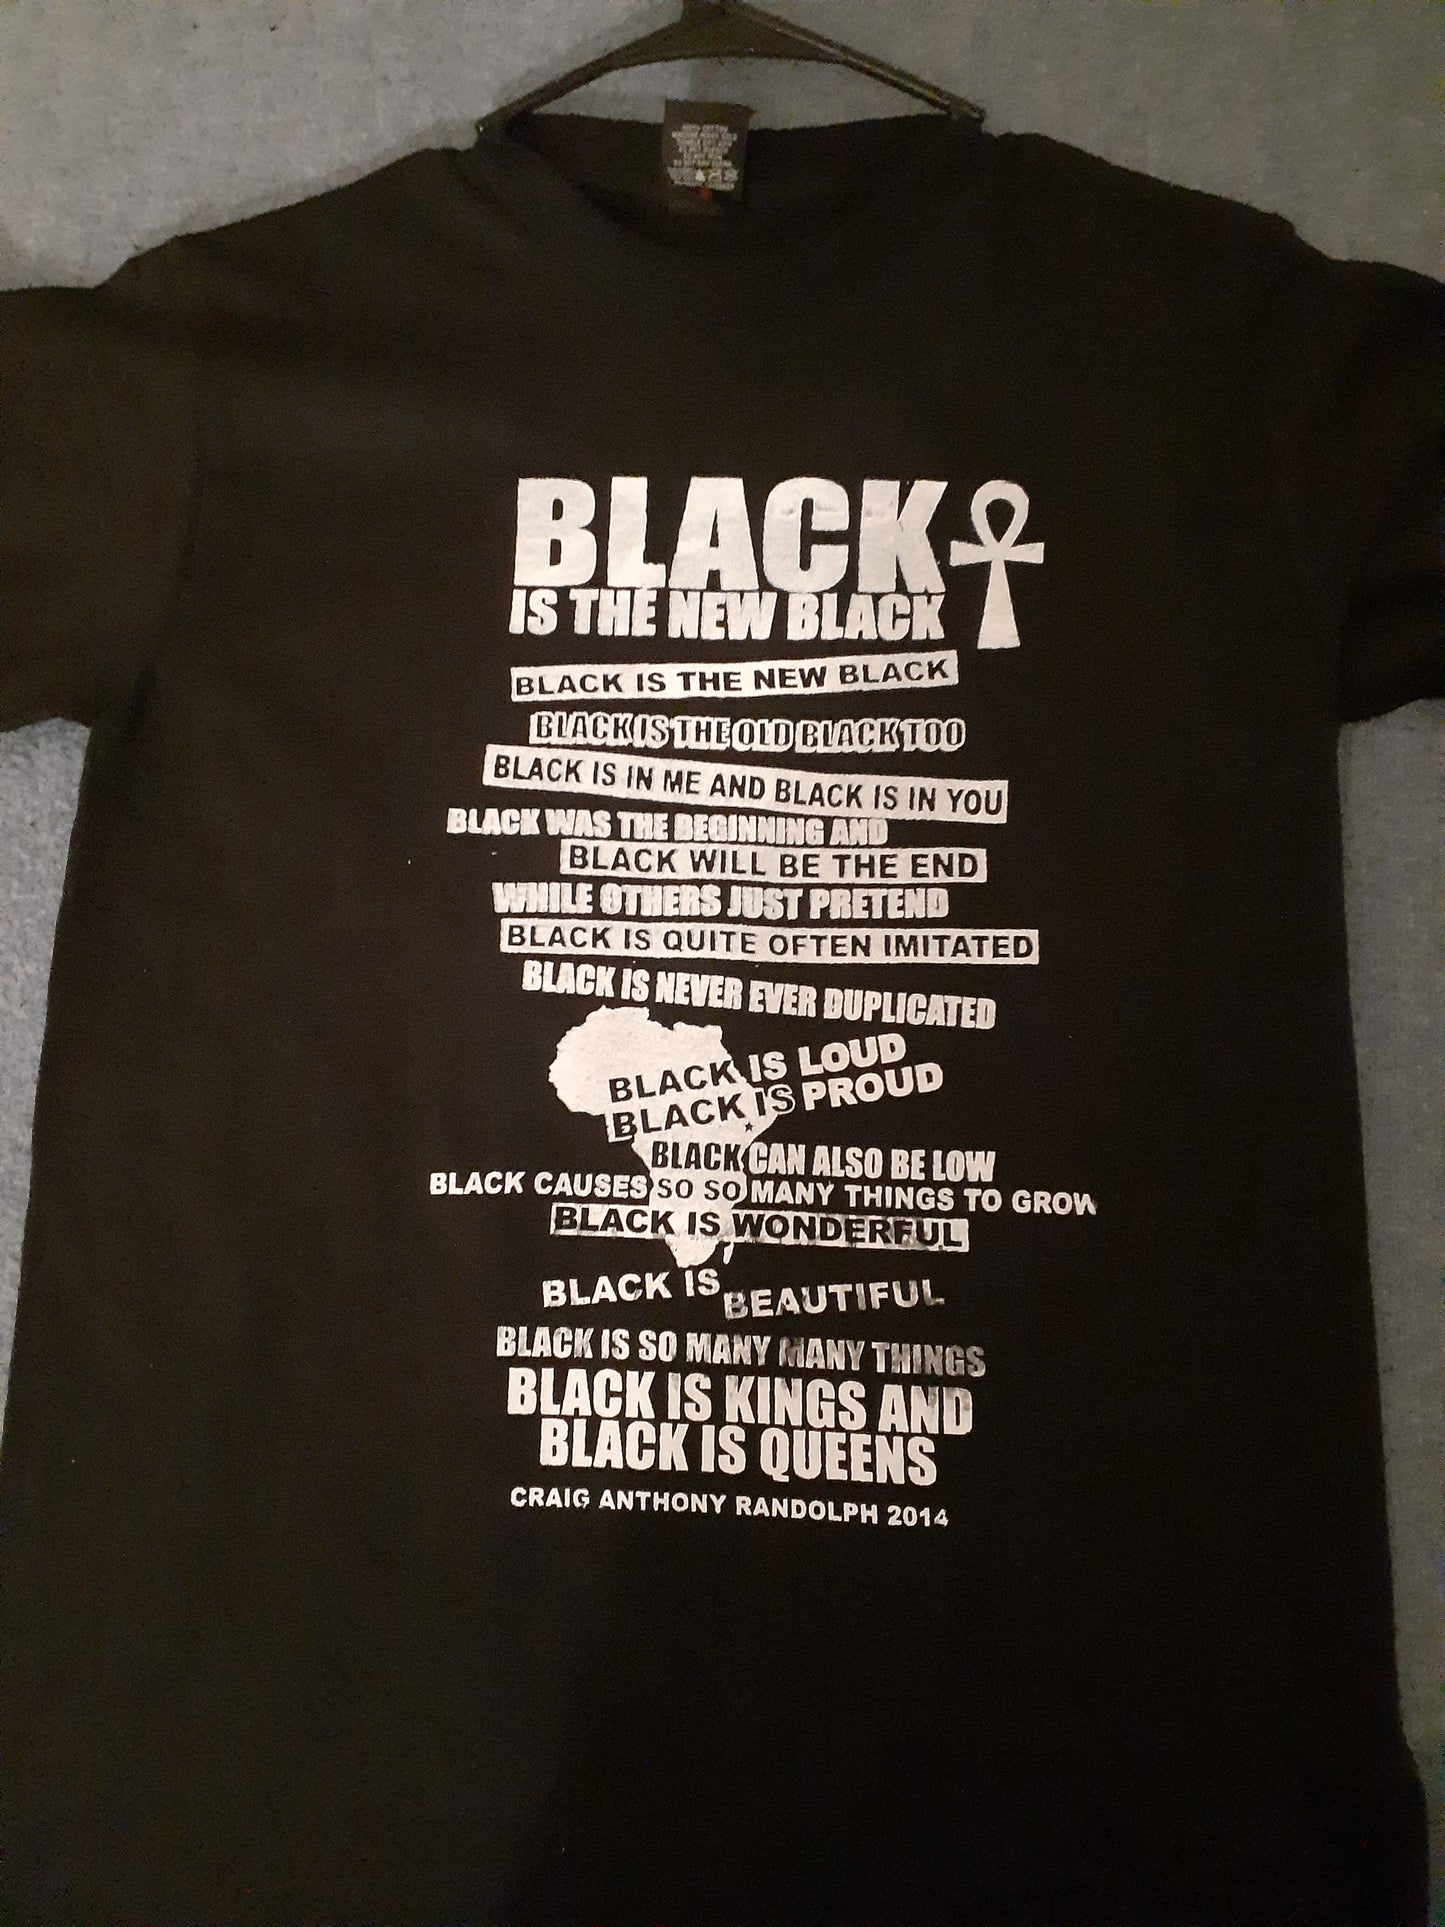 100% COTTON
BLACK
IS THE NEW BLACK
BLACK IS THE NEW BLACK
BLACK IS THE OLD BLACK TOO
BLACK IS IN ME AND BLACK IS IN YOU
BLACK WAS THE BEGINNING AND
BLACK WILL BE THE END
WHILE OTHERS JUST PRETEND
BLACK IS QUITE OFTEN IMITATED
BLACK IS NEVER EVER DUPLICATED
BLACK IS LOUD
BLACK IS PROUD
BLACK CAN ALSO BE LOW
BLACK CAUSES SO SO MANY THINGS TO GROW
BLACK IS WONDERFUL
BLACK IS BEAUTIFUL
BLACK IS SO MANY MANY THINGS
BLACK IS KINGS AND
BLACK IS QUEENS
CRAIG ANTHONY RANDOLPH 2014